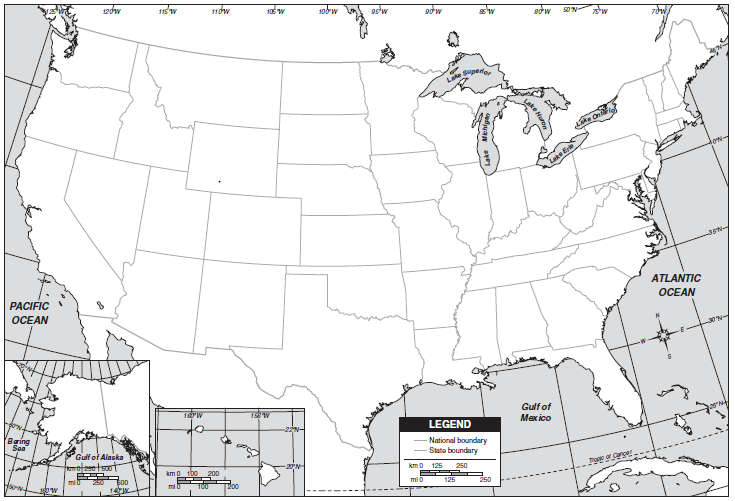 125°W 120°W 115°W 110°W 105°W 100°W 95°W 90°W 85°W 80°W 50°N 75°W 70°W
45°N
Lake Superior
Lake Michigan
Lake Huron
Lake Ontario
Lake Erie
40°N
35°N
PACIFIC
OCEAN
ATLANTIC
OCEAN
N
W E
S
30°N
25°N
Gulf of
Mexico
Tropic of Cancer
Bering
Sea
Gulf of Alaska
km 0 250 500
mi 0 250 500
50°N 160°W 140°W
160°W 155°W
22°N
20°N
km 0 100 200
mi 0 100 200
LEGEND
National boundary
State boundary
km 0 125 250
mi 0 125 250